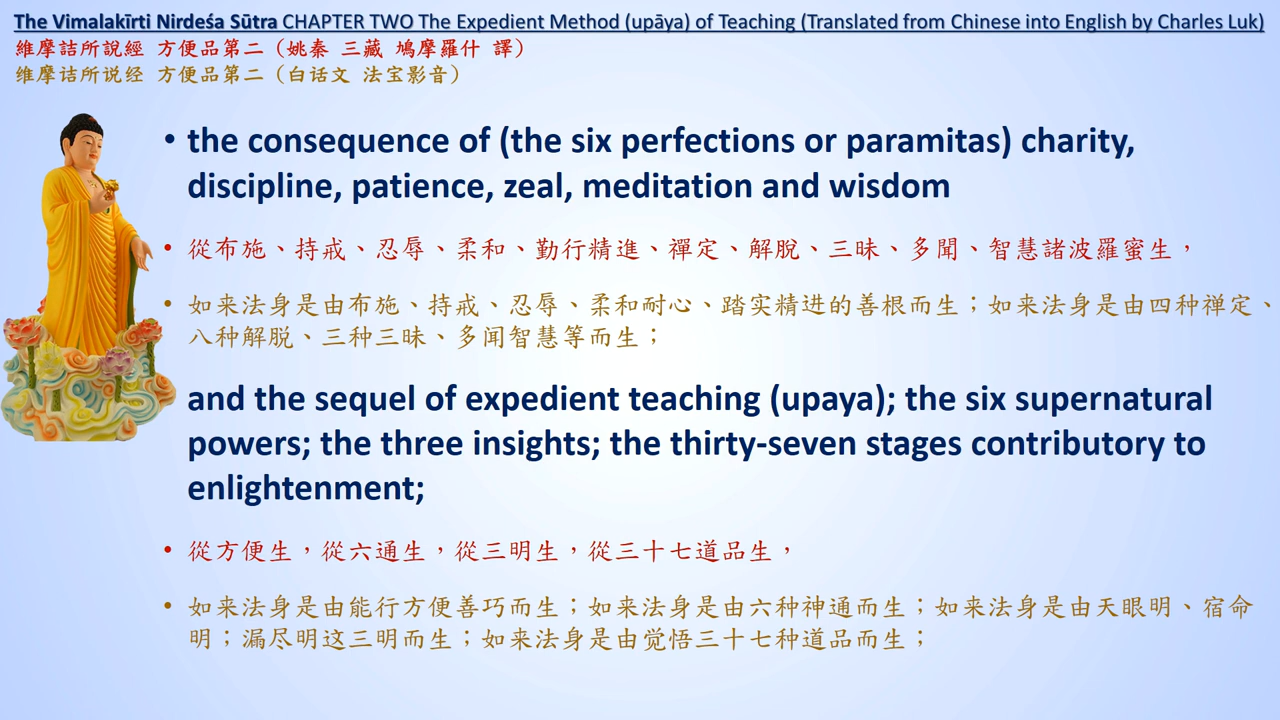 The Vimalakīrti Nirdeśa Sūtra CHAPTER TWO The Expedient Method (upāya) of Teaching (Translated from Chinese into English by Charles Luk)
維摩詰所說經 方便品第二（姚秦 三藏 鳩摩羅什 譯）
维摩诘所说经 方便品第二（白话文 法宝影音）
• the consequence of (the six perfections or paramitas) charity,
discipline, patience, zeal, meditation and wisdom
• 從布施、持戒、忍辱、柔和、勤行精進、禪定、解脫、三昧、多聞、智慧諸波羅蜜生，
• 如来法身是由布施、持戒、忍辱、柔和耐心、踏实精进的善根而生；如来法身是由四种禅定、
八种解脱、三种三昧、多闻智慧等而生；
and the sequel of expedient teaching (upaya); the six supernatural
powers; the three insights; the thirty-seven stages contributory to
enlightenment;
• 從方便生，從六通生，從三明生，從三十七道品生，
• 如来法身是由能行方便善巧而生；如来法身是由六种神通而生；如来法身是由天眼明、宿命
明；漏尽明这三明而生；如来法身是由觉悟三十七种道品而生；